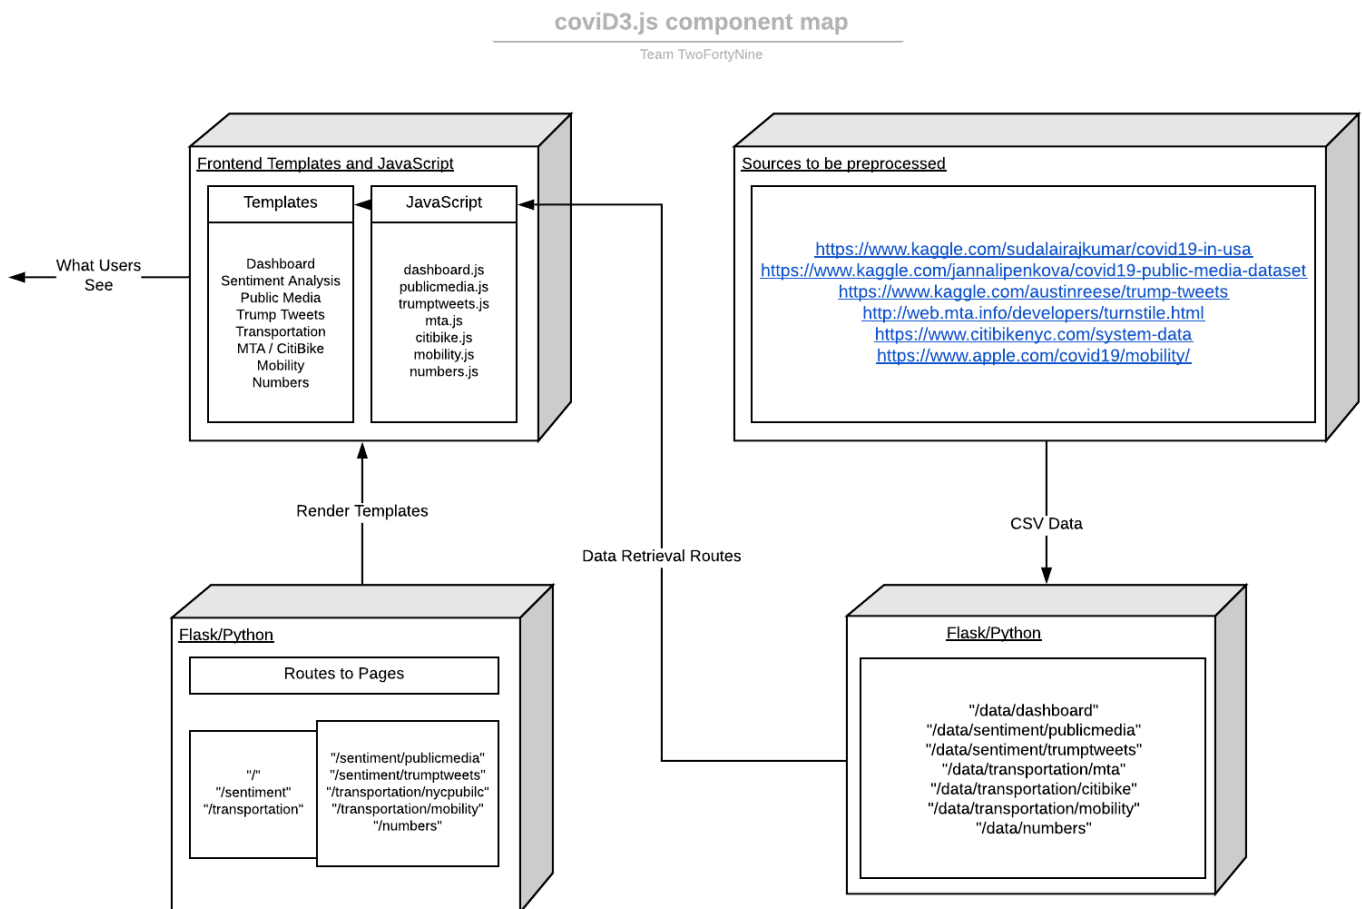 coviD3.js component map
Team TwoFortyNine
Frontend Templates and JavaScript
Templates
Dashboard
Sentiment Analysis
Public Media
Trump Tweets
Transportation
MTA / CitiBike
Mobility
Numbers
JavaScript
dashboard.js
publicmedia.js
trumptweets.js
mta.js
citibike.js
mobility.js
numbers.js
What Users
See
Sources to be preprocessed
https://www.kaggle.com/sudalairajkumar/covid19-in-usa
https://www.kaggle.com/jannalipenkova/covid19-public-media-dataset
https://www.kaggle.com/austinreese/trump-tweets
http://web.mta.info/developers/turnstile.html
https://www.citibikenyc.com/system-data
https://www.apple.com/covid19/mobility/
Render Templates
Data Retrieval Routes
CSV Data
Flask/Python
Routes to Pages
"/"
"/sentiment"
"/transportation"
"/sentiment/publicmedia"
"/sentiment/trumptweets"
"/transportation/nycpubilc"
"/transportation/mobility"
"/numbers"
Flask/Python
"/data/dashboard"
"/data/sentiment/publicmedia"
"/data/sentiment/trumptweets"
"/data/transportation/mta"
"/data/transportation/citibike"
"/data/transportation/mobility"
"/data/numbers"